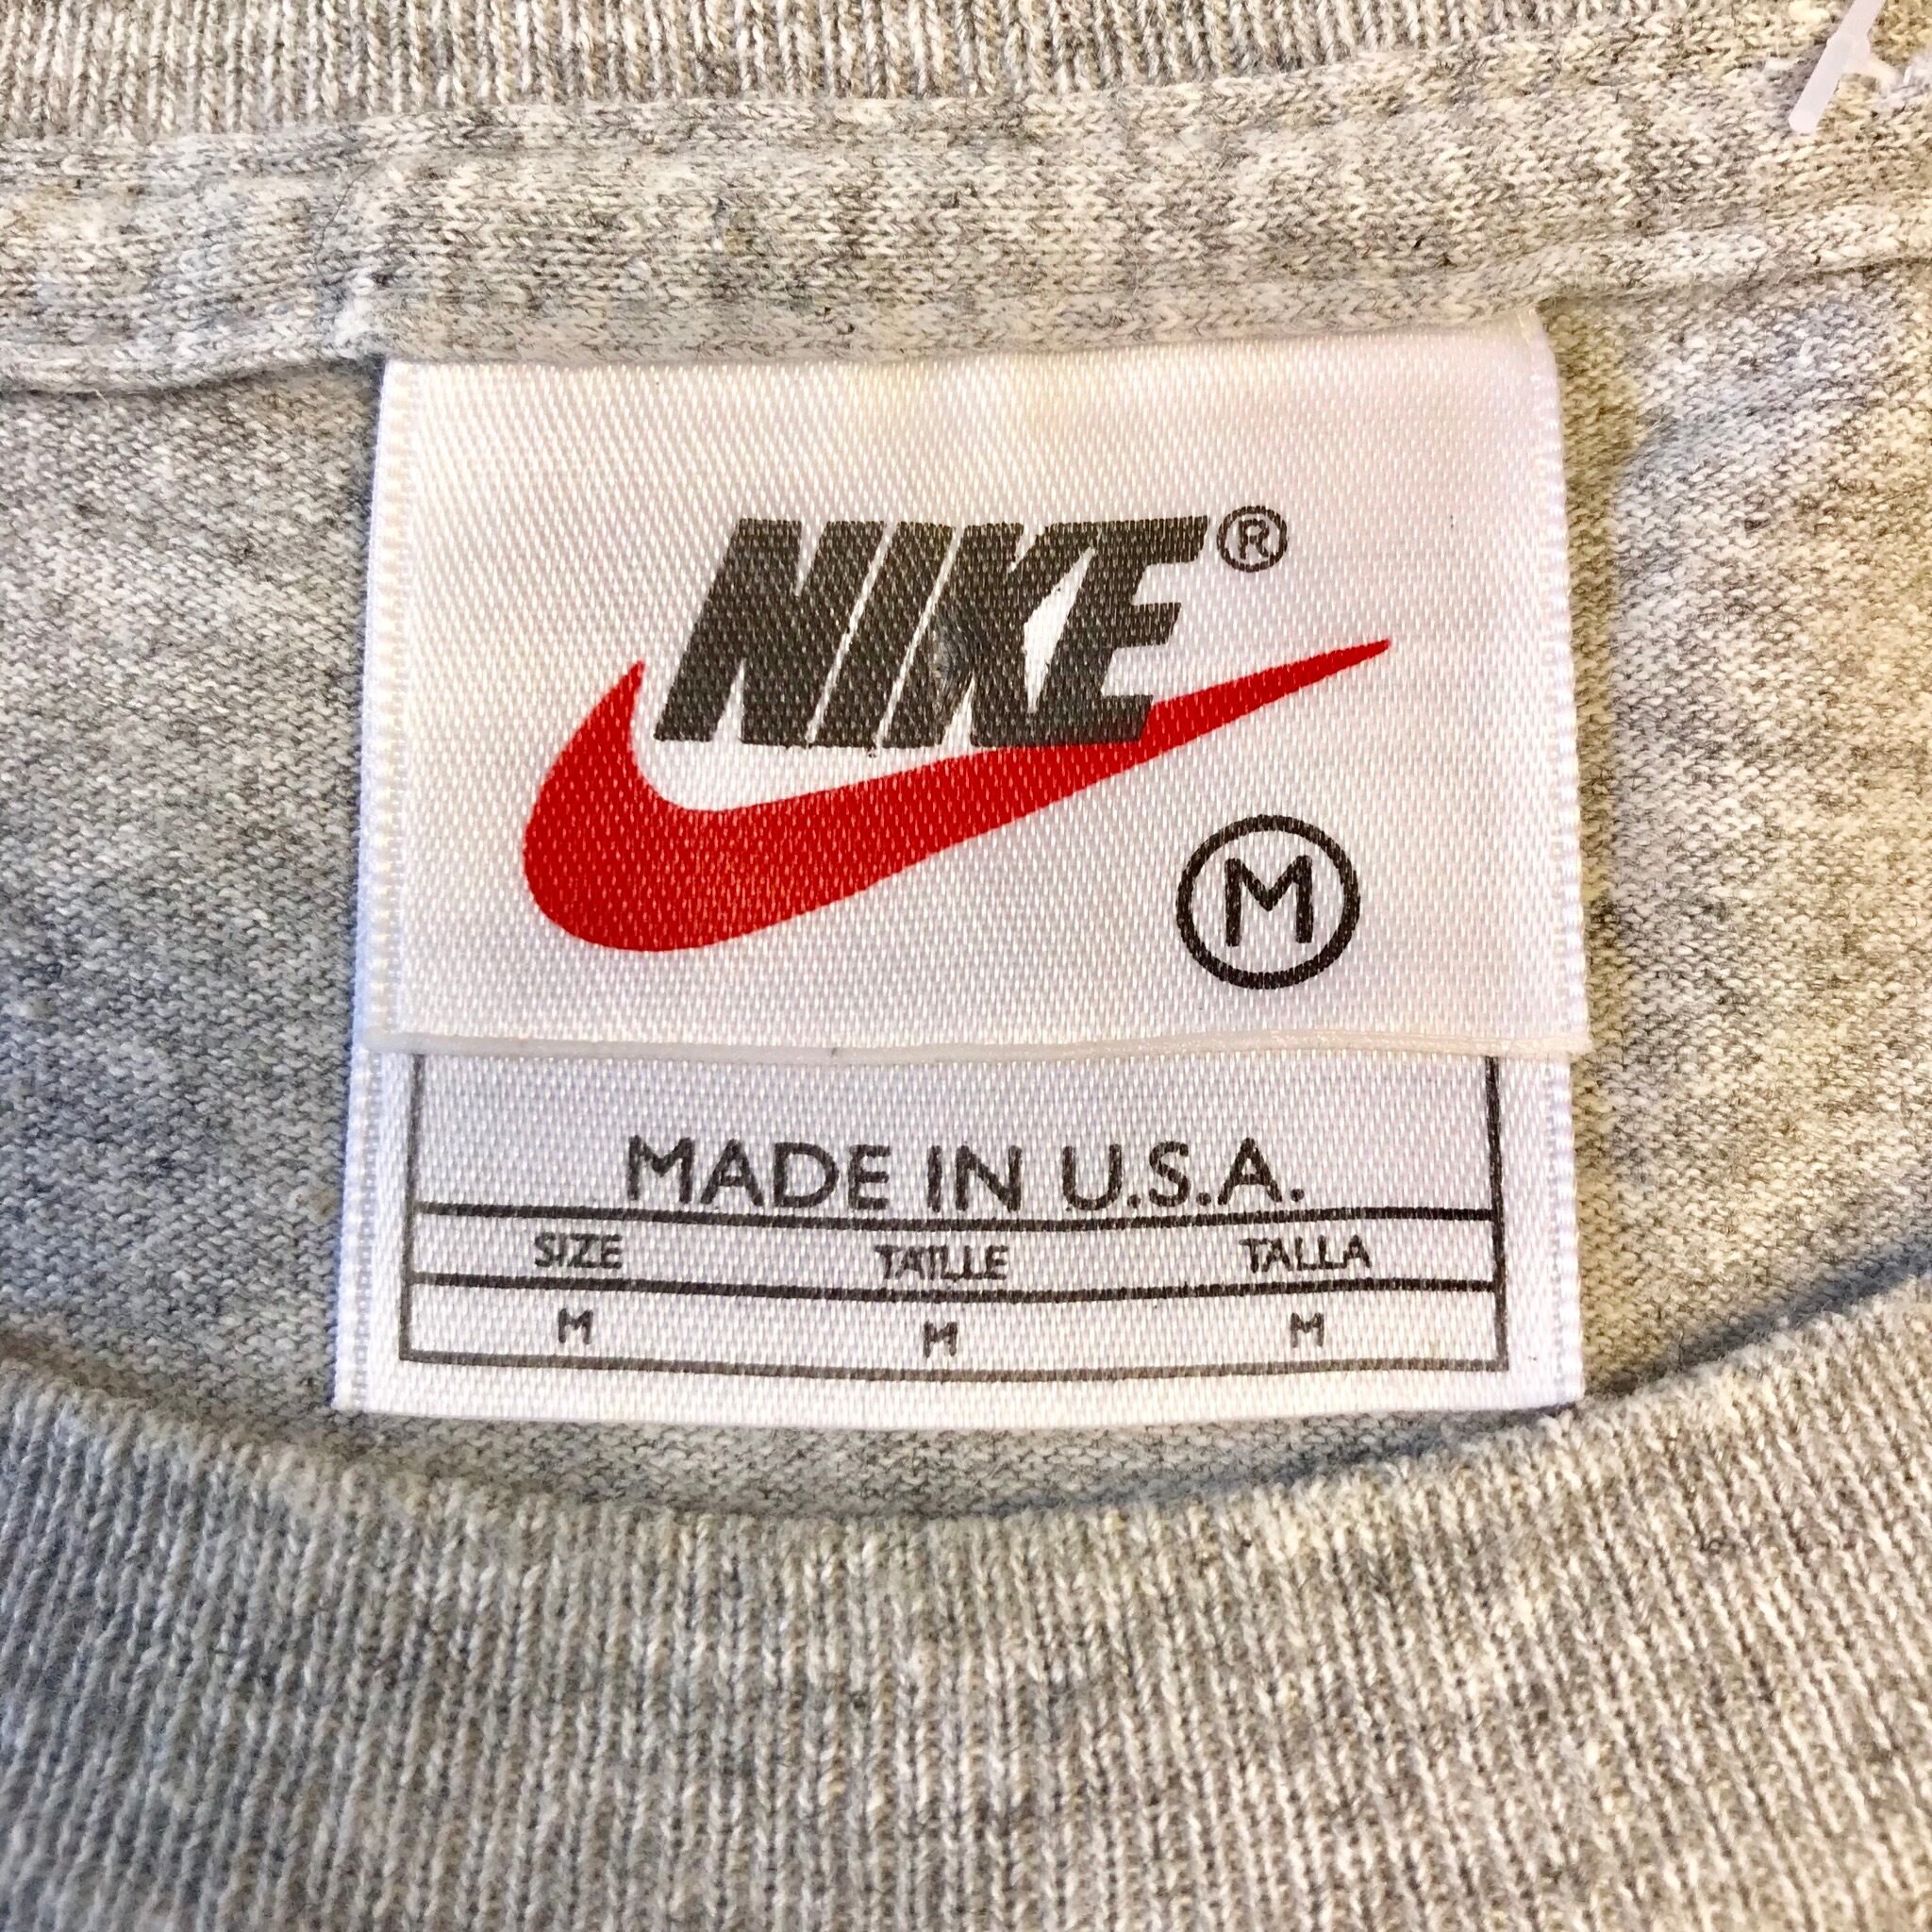 NIKE®
M
MADE IN U.S.A.
SIZE TAILLE TALLA
M M M